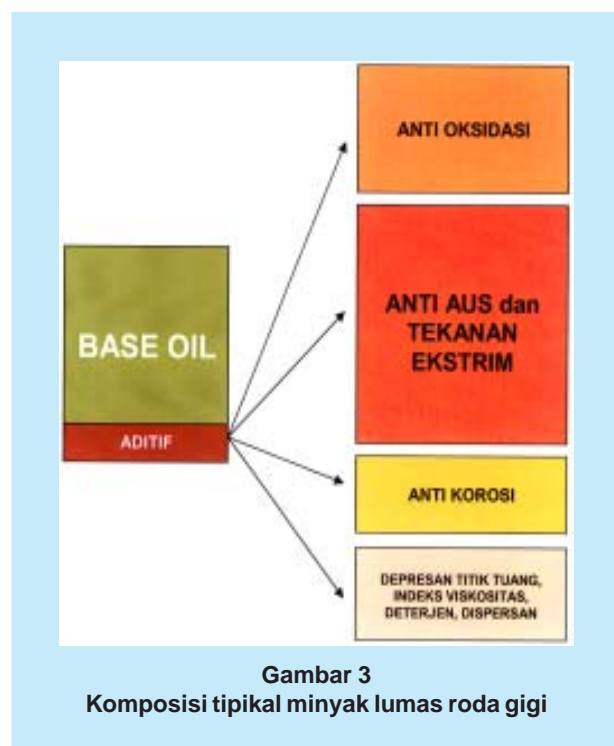 ANTI OKSIDASI
BASE OIL
ADITIF
ANTI AUS dan
TEKANAN
EKSTRIM
ANTI KOROSI
DEPRESAN TITIK TUANG,
INDEKS VISKOSITAS,
DETERJEN, DISPERSAN
Gambar 3
Komposisi tipikal minyak lumas roda gigi